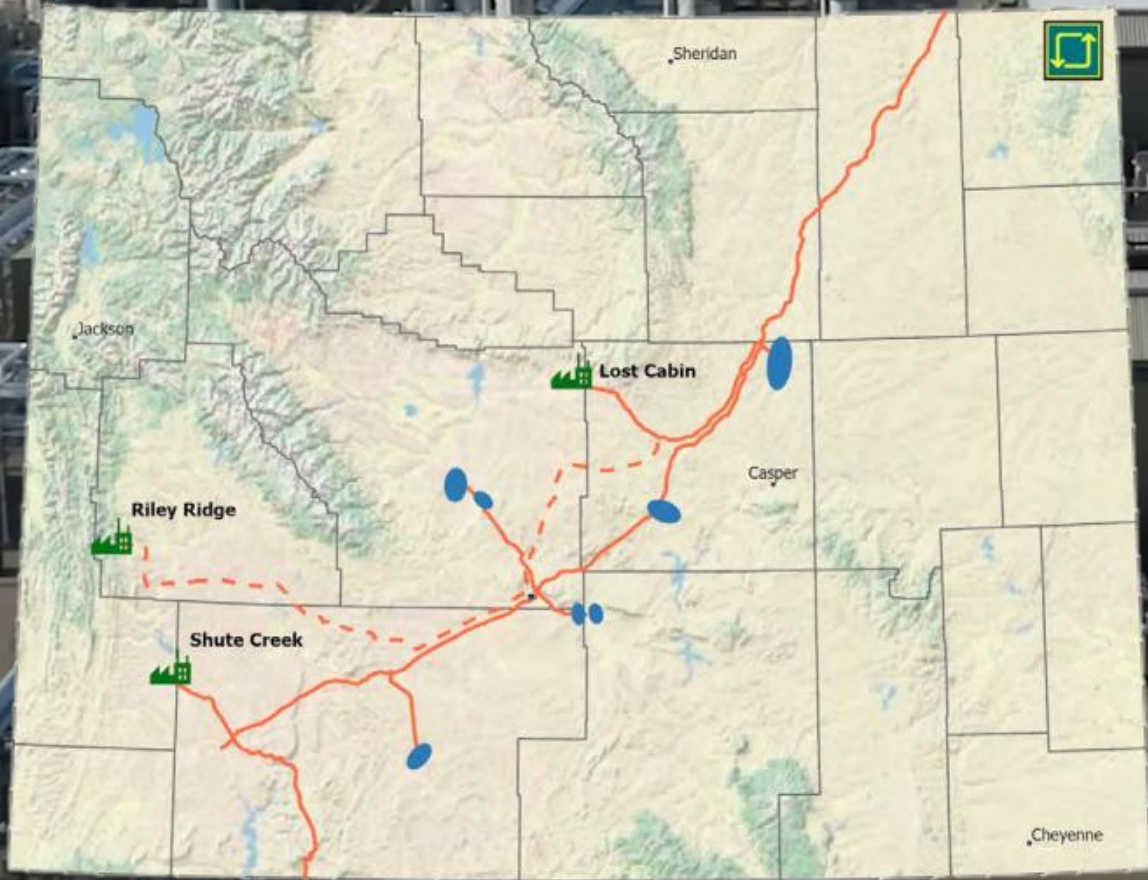 Sheridan
Jackson
Lost Cabin
Casper
Riley Ridge
Shute Creek
Cheyenne